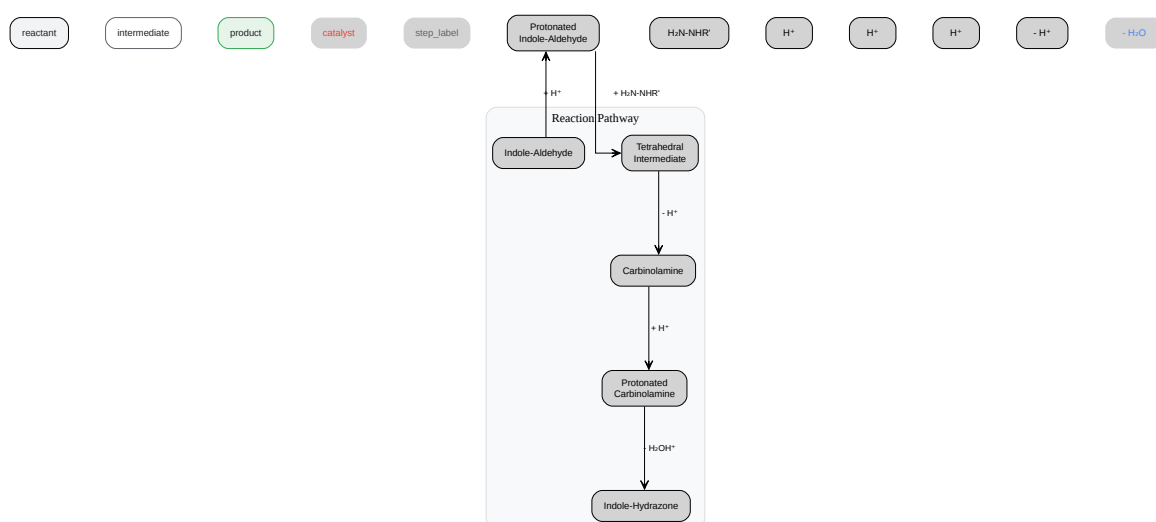 reactant
intermediate
product
catalyst
step_label
Protonated
Indole-Aldehyde
H₂N-NHR'
H⁺
H⁺
H⁺
- H⁺
- H₂O
+ H⁺
+ H₂N-NHR'
Reaction Pathway
Indole-Aldehyde
Tetrahedral
Intermediate
- H⁺
Carbinolamine
+ H⁺
Protonated
Carbinolamine
- H₂OH⁺
Indole-Hydrazone